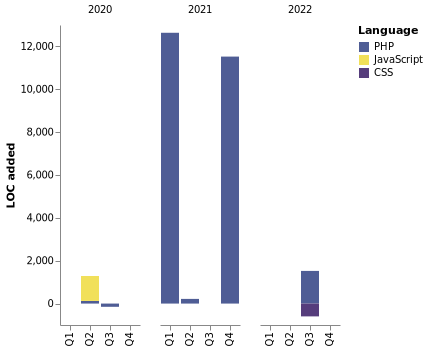 2020 2021 2022
Language
PHP
JavaScript
CSS
LOC added
12,000
10,000
8,000
6,000
4,000
2,000
0
Q1 Q2 Q3 Q4 Q1 Q2 Q3 Q4 Q1 Q2 Q3 Q4